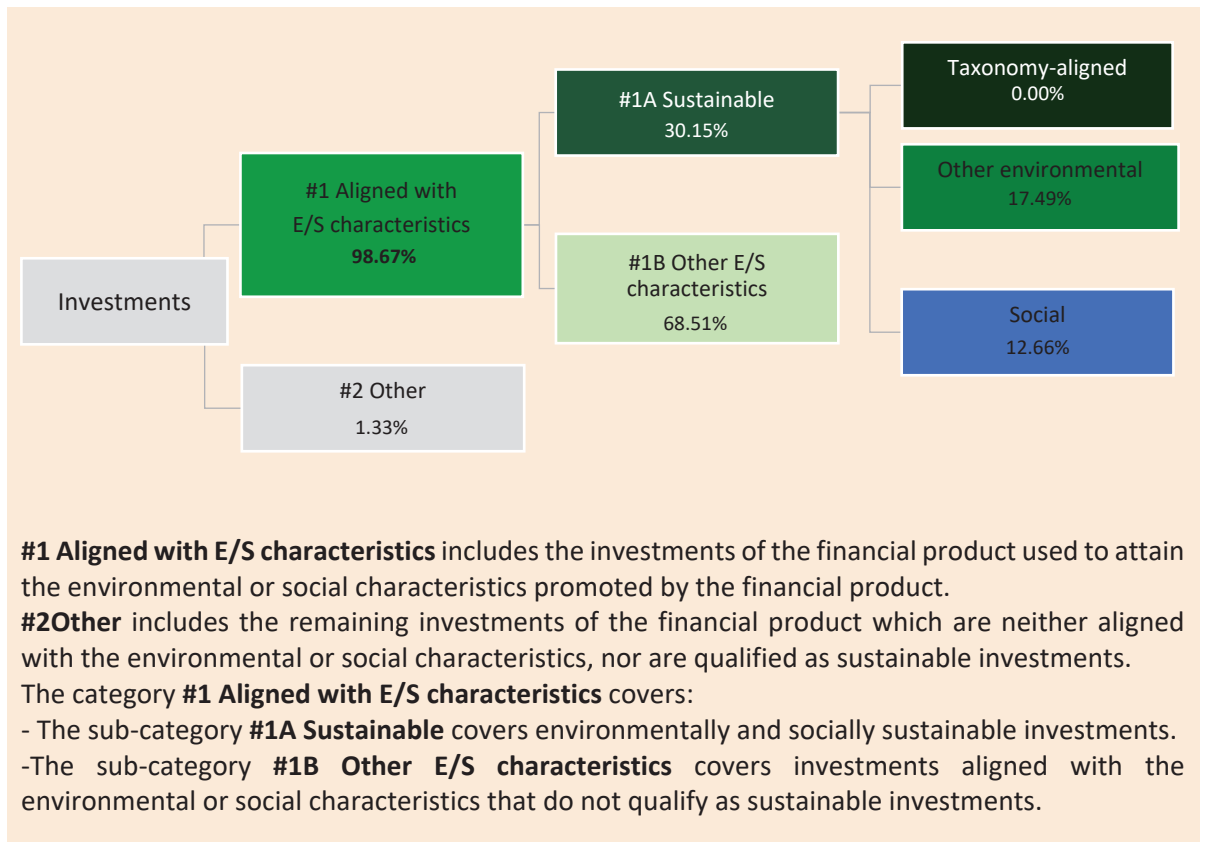 Investments
#1 Aligned with
E/S characteristics
98.67%
#2 Other
1.33%
#1A Sustainable
30.15%
#1B Other E/S
characteristics
68.51%
Taxonomy-aligned
0.00%
Other environmental
17.49%
Social
12.66%
#1 Aligned with E/S characteristics includes the investments of the financial product used to attain
the environmental or social characteristics promoted by the financial product.
#2Other includes the remaining investments of the financial product which are neither aligned
with the environmental or social characteristics, nor are qualified as sustainable investments.
The category #1 Aligned with E/S characteristics covers:
- The sub-category #1A Sustainable covers environmentally and socially sustainable investments.
-The sub-category #1B Other E/S characteristics covers investments aligned with the
environmental or social characteristics that do not qualify as sustainable investments.